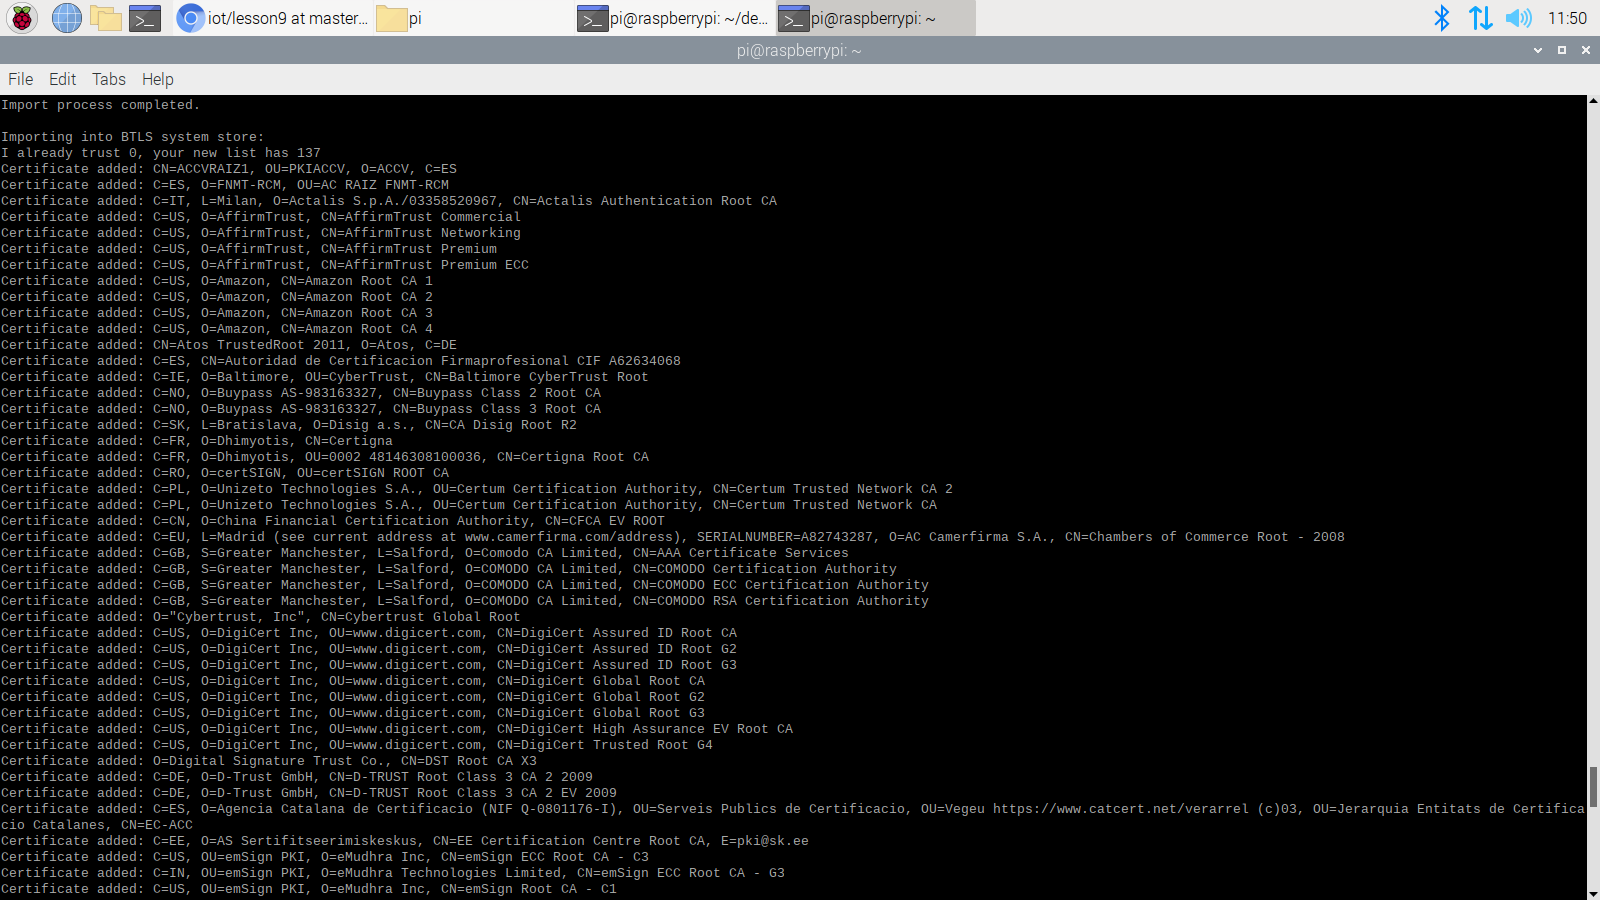 iot/lesson9 at master...
pi
pi@raspberrypi: ~/de...
pi@raspberrypi: ~
11:50
pi@raspberrypi: ~
File Edit Tabs Help
Import process completed.
Importing into BTLS system store:
I already trust 0, your new list has 137
Certificate added: CN=ACCVRAIZ1, OU=PKIACCV, O=ACCV, C=ES
Certificate added: C=ES, O=FNMT-RCM, OU=AC RAIZ FNMT-RCM
Certificate added: C=IT, L=Milan, O=Actalis S.p.A./03358520967, CN=Actalis Authentication Root CA
Certificate added: C=US, O=AffirmTrust, CN=AffirmTrust Commercial
Certificate added: C=US, O=AffirmTrust, CN=AffirmTrust Networking
Certificate added: C=US, O=AffirmTrust, CN=AffirmTrust Premium
Certificate added: C=US, O=AffirmTrust, CN=AffirmTrust Premium ECC
Certificate added: C=US, O=Amazon, CN=Amazon Root CA 1
Certificate added: C=US, O=Amazon, CN=Amazon Root CA 2
Certificate added: C=US, O=Amazon, CN=Amazon Root CA 3
Certificate added: C=US, O=Amazon, CN=Amazon Root CA 4
Certificate added: CN=Atos TrustedRoot 2011, O=Atos, C=DE
Certificate added: C=ES, CN=Autoridad de Certificacion Firmaprofesional CIF A62634068
Certificate added: C=IE, O=Baltimore, OU=CyberTrust, CN=Baltimore CyberTrust Root
Certificate added: C=NO, O=Buypass AS-983163327, CN=Buypass Class 2 Root CA
Certificate added: C=NO, O=Buypass AS-983163327, CN=Buypass Class 3 Root CA
Certificate added: C=SK, L=Bratislava, O=Disig a.s., CN=CA Disig Root R2
Certificate added: C=FR, O=Dhimyotis, CN=Certigna
Certificate added: C=FR, O=Dhimyotis, OU=0002 48146308100036, CN=Certigna Root CA
Certificate added: C=RO, O=certSIGN, OU=certSIGN ROOT CA
Certificate added: C=PL, O=Unizeto Technologies S.A., OU=Certum Certification Authority, CN=Certum Trusted Network CA 2
Certificate added: C=PL, O=Unizeto Technologies S.A., OU=Certum Certification Authority, CN=Certum Trusted Network CA
Certificate added: C=CN, O=China Financial Certification Authority, CN=CFCA EV ROOT
Certificate added: C=EU, L=Madrid (see current address at www.camerfirma.com/address), SERIALNUMBER=A82743287, O=AC Camerfirma S.A., CN=Chambers of Commerce Root - 2008
Certificate added: C=GB, S=Greater Manchester, L=Salford, O=Comodo CA Limited, CN=AAA Certificate Services
Certificate added: C=GB, S=Greater Manchester, L=Salford, O=COMODO CA Limited, CN=COMODO Certification Authority
Certificate added: C=GB, S=Greater Manchester, L=Salford, O=COMODO CA Limited, CN=COMODO ECC Certification Authority
Certificate added: C=GB, S=Greater Manchester, L=Salford, O=COMODO CA Limited, CN=COMODO RSA Certification Authority
Certificate added: O="Cybertrust, Inc", CN=Cybertrust Global Root
Certificate added: C=US, O=DigiCert Inc, OU=www.digicert.com, CN=DigiCert Assured ID Root CA
Certificate added: C=US, O=DigiCert Inc, OU=www.digicert.com, CN=DigiCert Assured ID Root G2
Certificate added: C=US, O=DigiCert Inc, OU=www.digicert.com, CN=DigiCert Assured ID Root G3
Certificate added: C=US, O=DigiCert Inc, OU=www.digicert.com, CN=DigiCert Global Root CA
Certificate added: C=US, O=DigiCert Inc, OU=www.digicert.com, CN=DigiCert Global Root G2
Certificate added: C=US, O=DigiCert Inc, OU=www.digicert.com, CN=DigiCert Global Root G3
Certificate added: C=US, O=DigiCert Inc, OU=www.digicert.com, CN=DigiCert High Assurance EV Root CA
Certificate added: C=US, O=DigiCert Inc, OU=www.digicert.com, CN=DigiCert Trusted Root G4
Certificate added: O=Digital Signature Trust Co., CN=DST Root CA X3
Certificate added: C=DE, O=D-Trust GmbH, CN=D-TRUST Root Class 3 CA 2 2009
Certificate added: C=DE, O=D-Trust GmbH, CN=D-TRUST Root Class 3 CA 2 EV 2009
Certificate added: C=ES, O=Agencia Catalana de Certificacio (NIF Q-0801176-I), OU=Serveis Publics de Certificacio, OU=Vegeu https://www.catcert.net/verarrel (c)03, OU=Jerarquia Entitats de Certifica
cio Catalanes, CN=EC-ACC
Certificate added: C=EE, O=AS Sertifitseerimiskeskus, CN=EE Certification Centre Root CA, E=pki@sk.ee
Certificate added: C=US, OU=emSign PKI, O=eMudhra Inc, CN=emSign ECC Root CA - C3
Certificate added: C=IN, OU=emSign PKI, O=eMudhra Technologies Limited, CN=emSign ECC Root CA - G3
Certificate added: C=US, OU=emSign PKI, O=eMudhra Inc, CN=emSign Root CA - C1